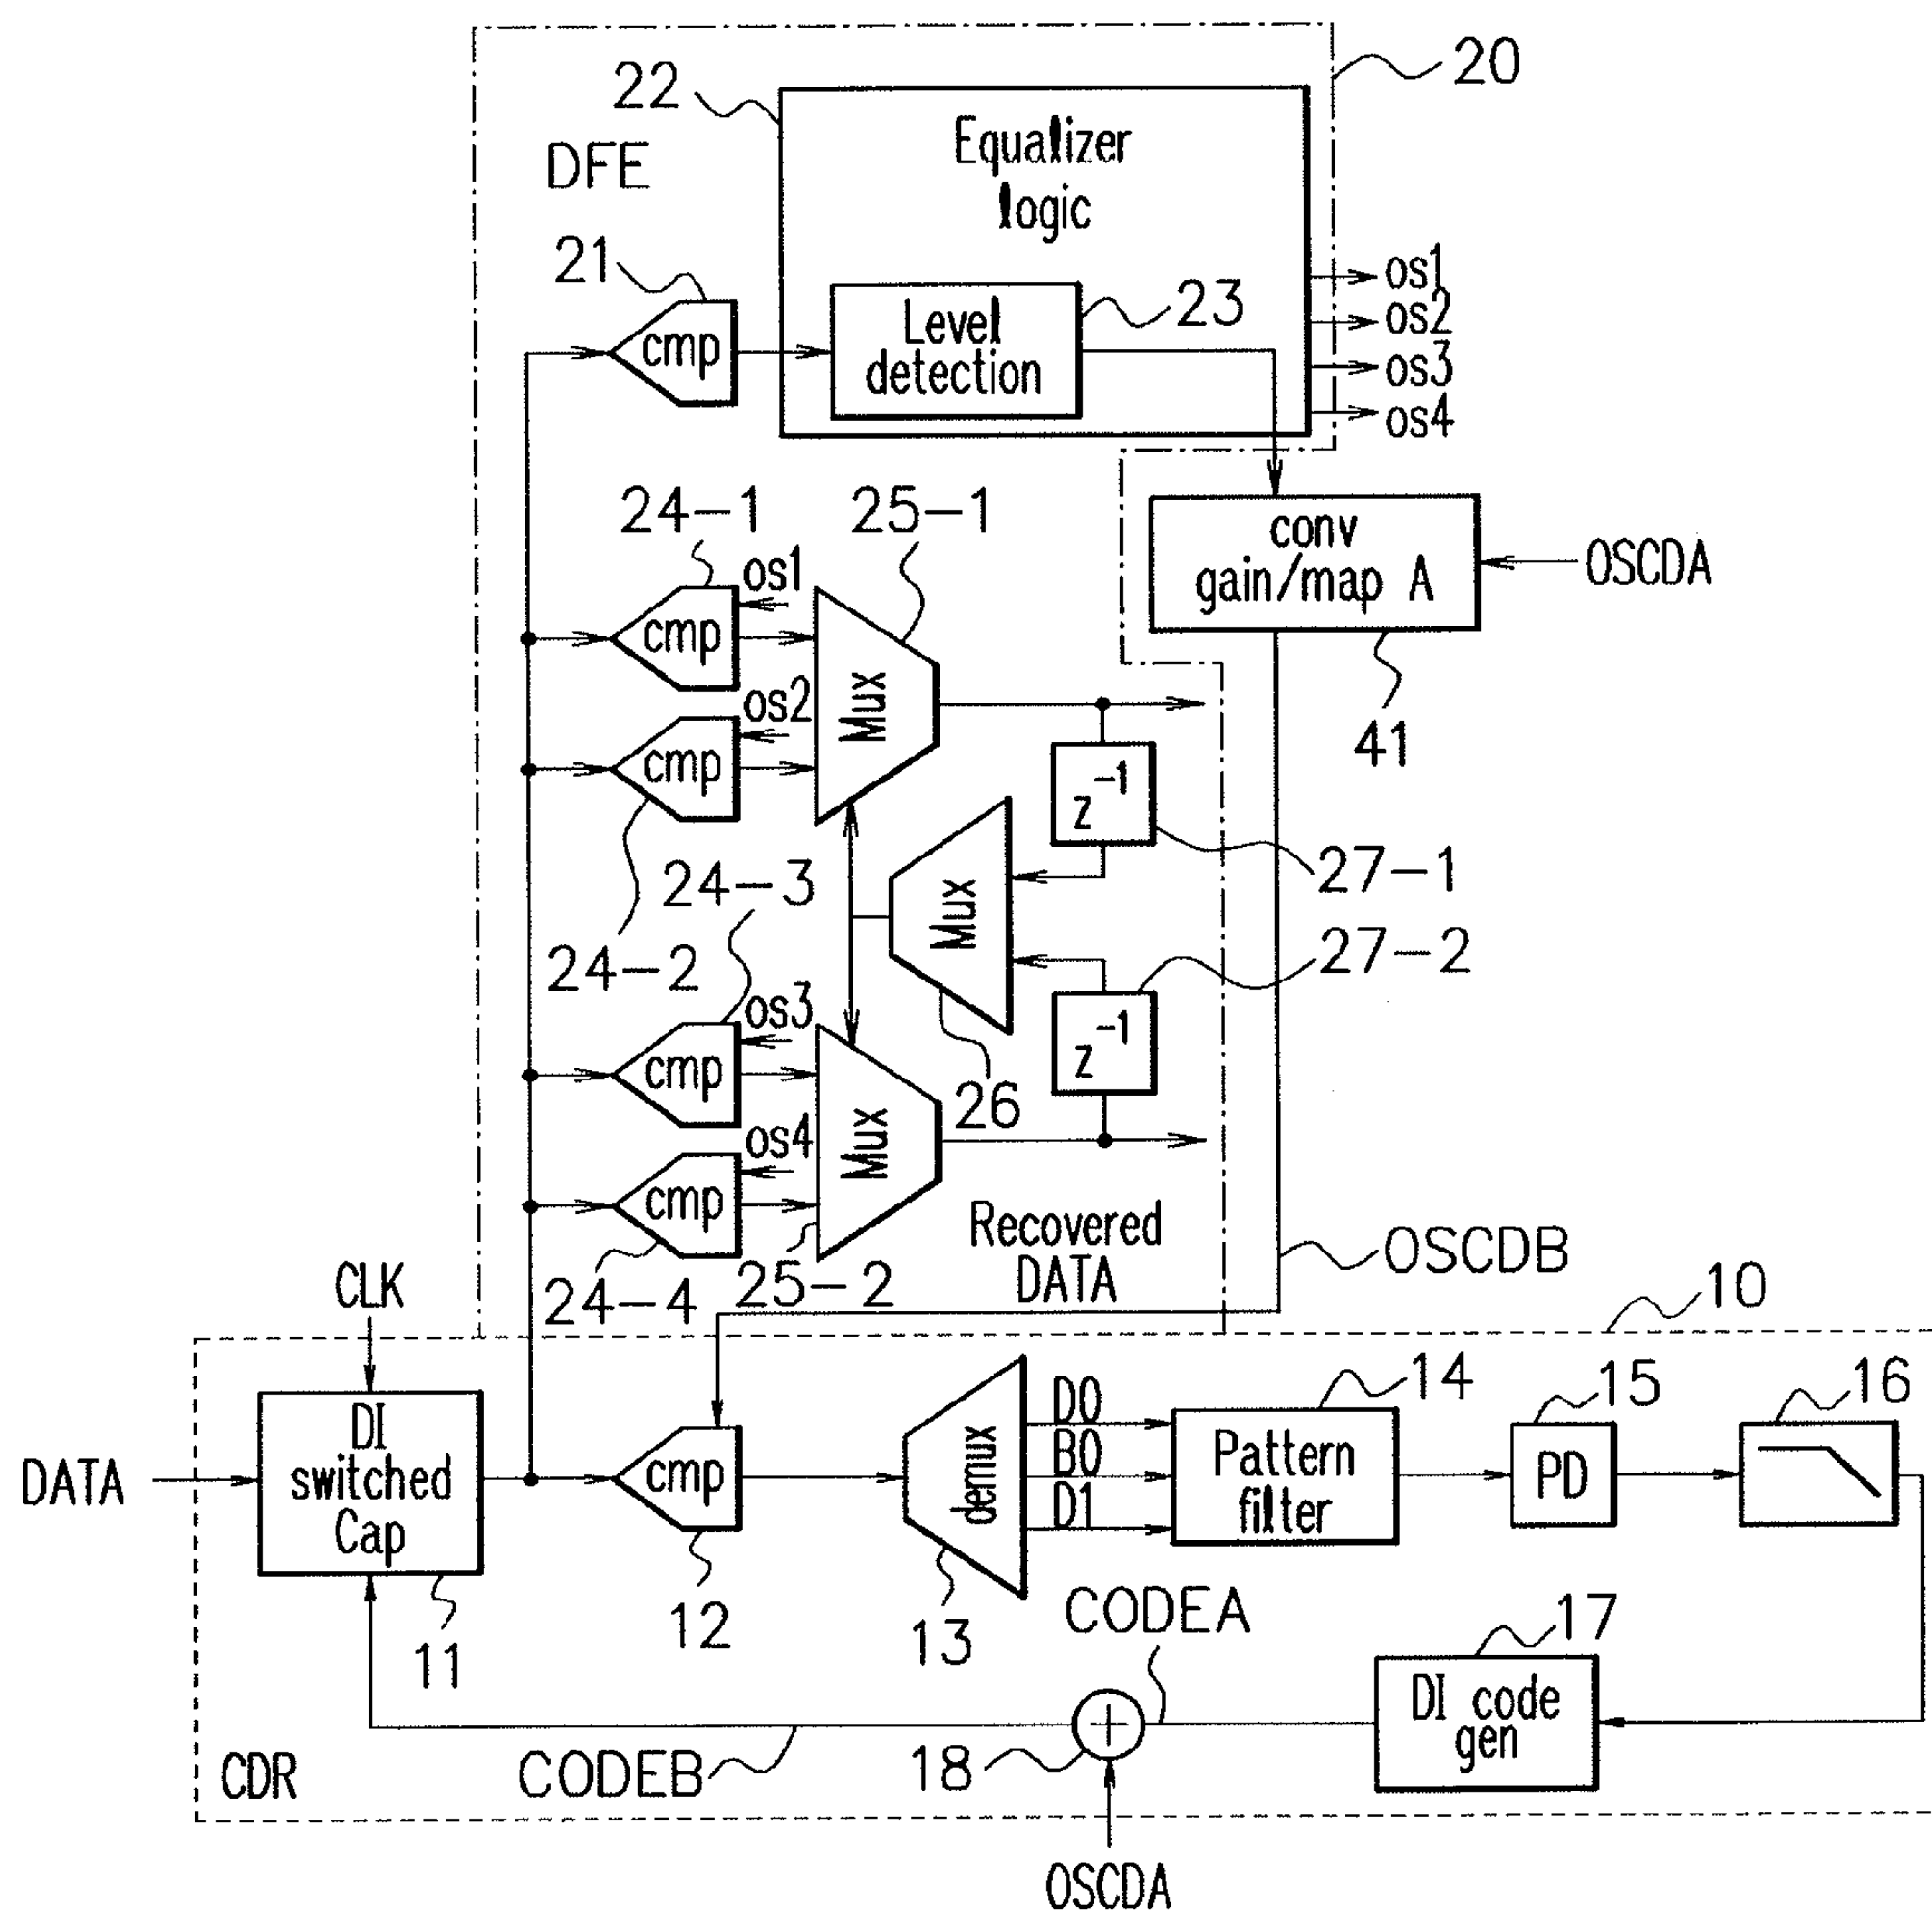 20
22
Equalizer
logic
DFE
21
cmp
Level
detection
23
os1
os2
os3
os4
24-1
25-1
conv
gain/map A
OSCDA
41
os1
cmp
os2
cmp
Mux
z⁻¹
27-1
24-3
24-2
Mux
27-2
os3
cmp
z⁻¹
26
os4
cmp
Mux
25-2
24-4
Recovered
DATA
OSCDB
10
CLK
DATA
DI
switched
Cap
11
cmp
12
demux
13
D0
B0
D1
14
Pattern
filter
15
PD
16
CODEA
17
DI code
gen
18
+
CODEB
CDR
OSCDA